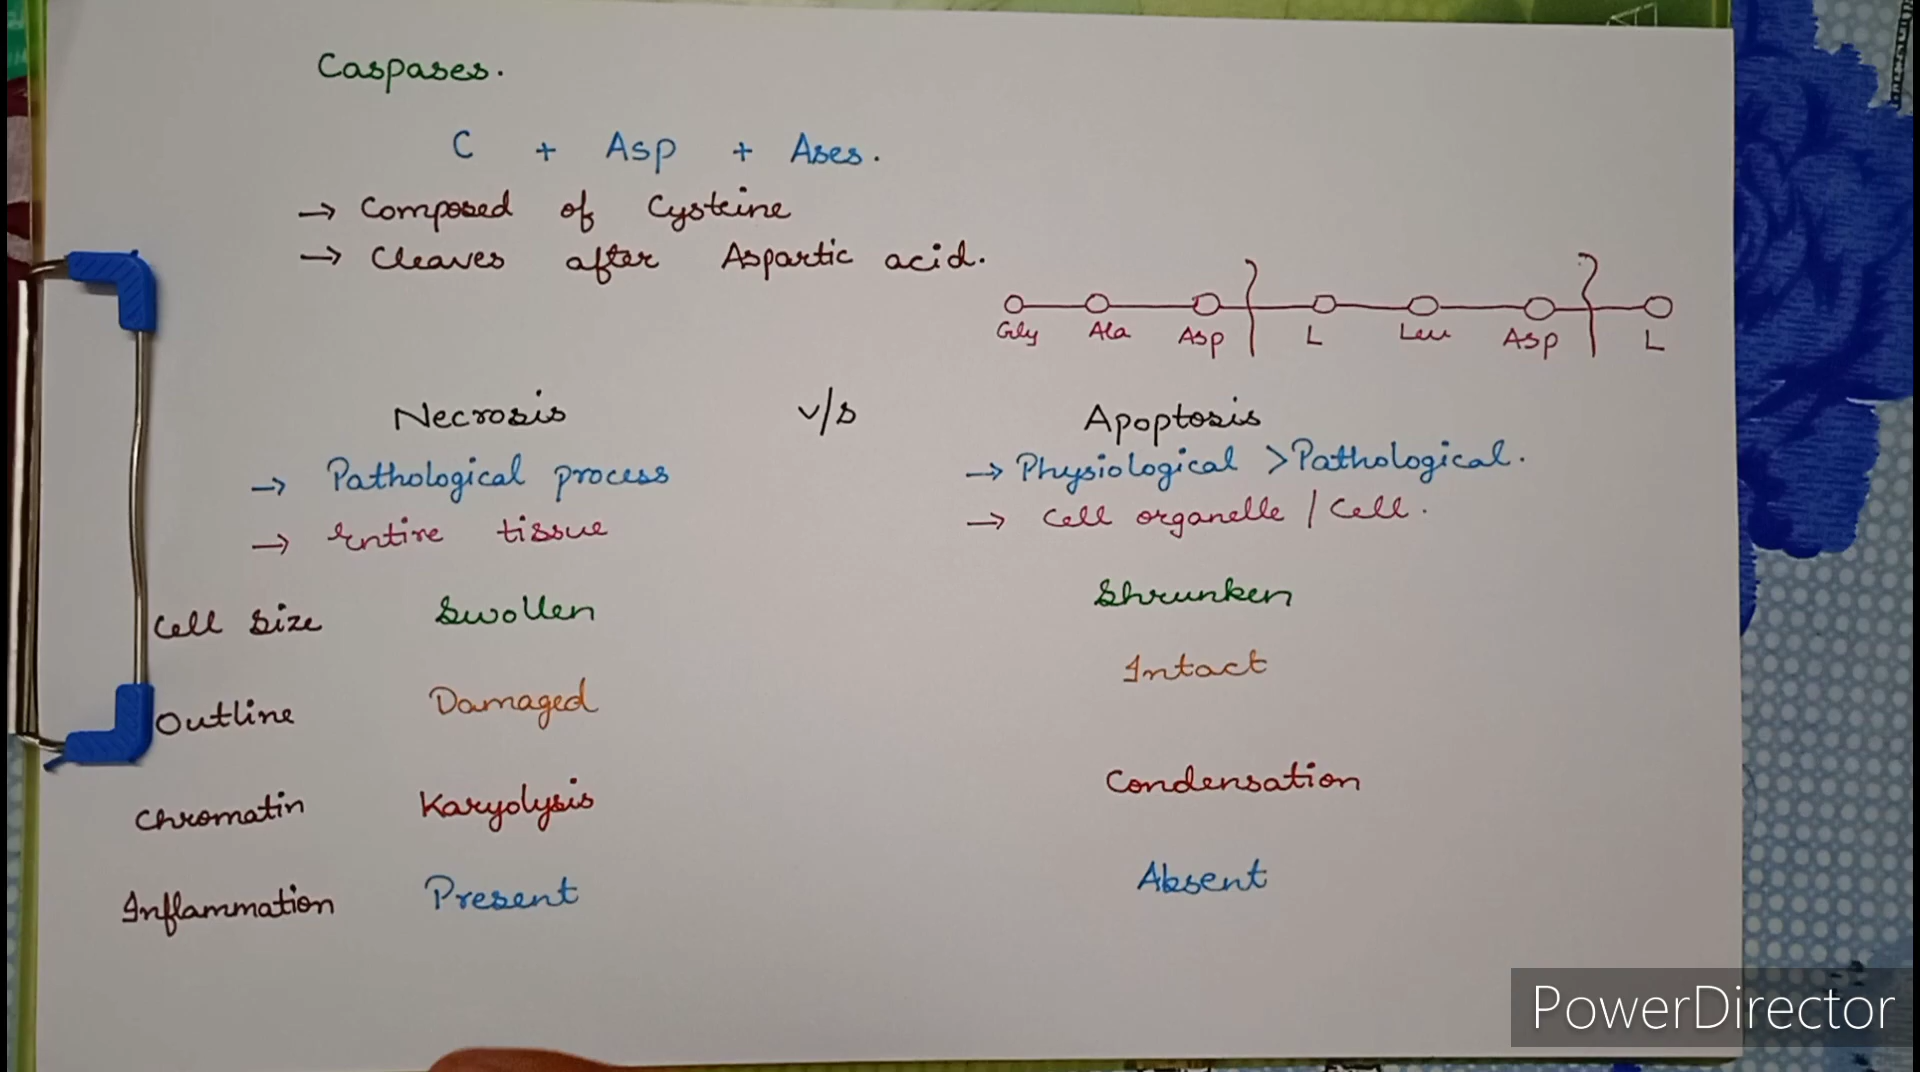 Caspases.
C + Asp + Ases.
→ Composed of Cysteine
→ Cleaves after Aspartic acid.
Gly Ala Asp L Leu Asp L
Necrosis v/s Apoptosis
→ Pathological process → Physiological > Pathological.
→ Entire tissue → Cell organelle / Cell.
Cell size Swollen Shrunken
Outline Damaged Intact
Chromatin Karyolysis Condensation
Inflammation Present Absent
PowerDirector